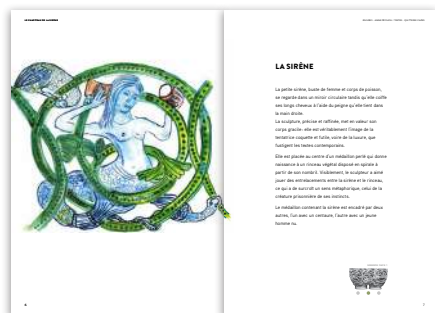 LA SIRÈNE
La petite sirène, buste de femme et corps de poisson,
se regarde dans un miroir circulaire tandis qu'elle coiffe
ses longs cheveux à l'aide du peigne qu'elle tient dans
la main droite.
La sculpture, précise et raffinée, met en valeur son
corps gracile: elle est véritablement l'image de la
tentatrice coquette et futile, voire de la luxure, que
fustigent les textes contemporains.
Elle est placée au centre d'un médaillon perlé qui donne
naissance à un rinceau végétal disposé en spirale à
partir de son nombril. Visiblement, le sculpteur a aimé
jouer des entrelacements entre la sirène et le rinceau,
ce qui a de surcroît un sens métaphorique, celui de la
créature prisonnière de ses instincts.
Le médaillon contenant la sirène est encadré par deux
autres, l'un avec un centaure, l'autre avec un jeune
homme nu.